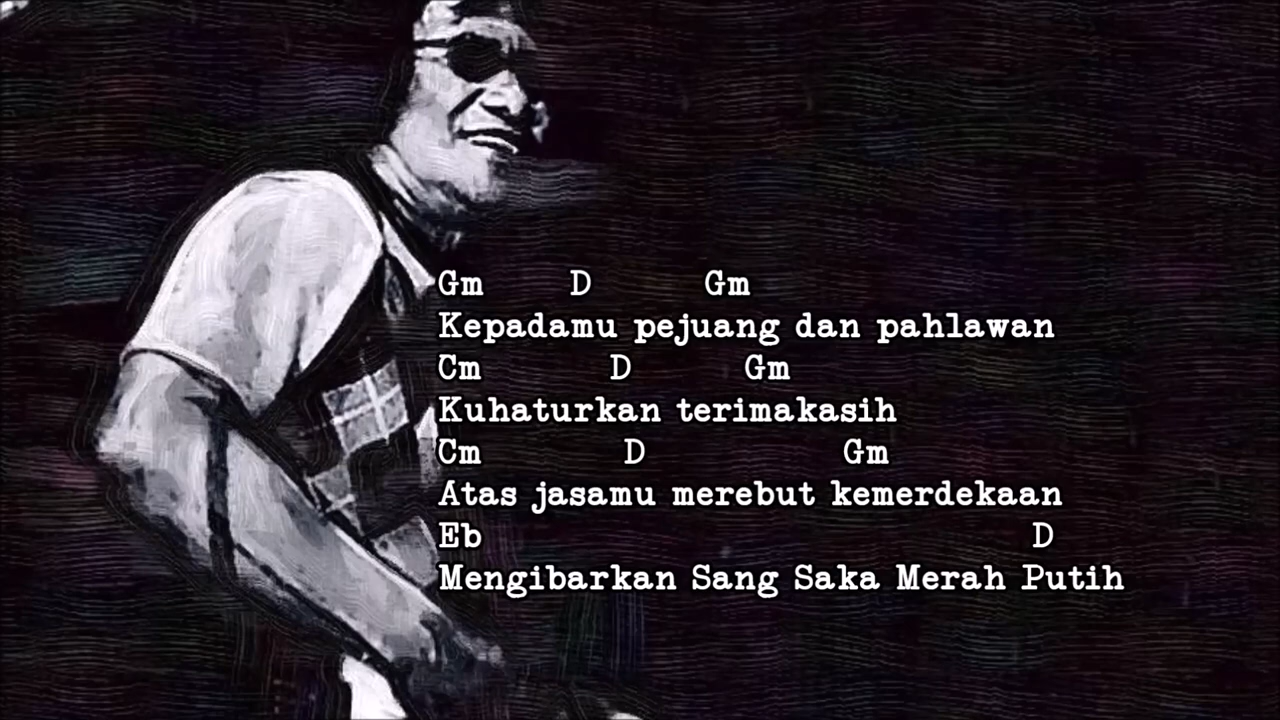 Gm D Gm
Kepadamu pejuang dan pahlawan
Cm D Gm
Kuhaturkan terimakasih
Cm D Gm
Atas jasamu merebut kemerdekaan
Eb D
Mengibarkan Sang Saka Merah Putih